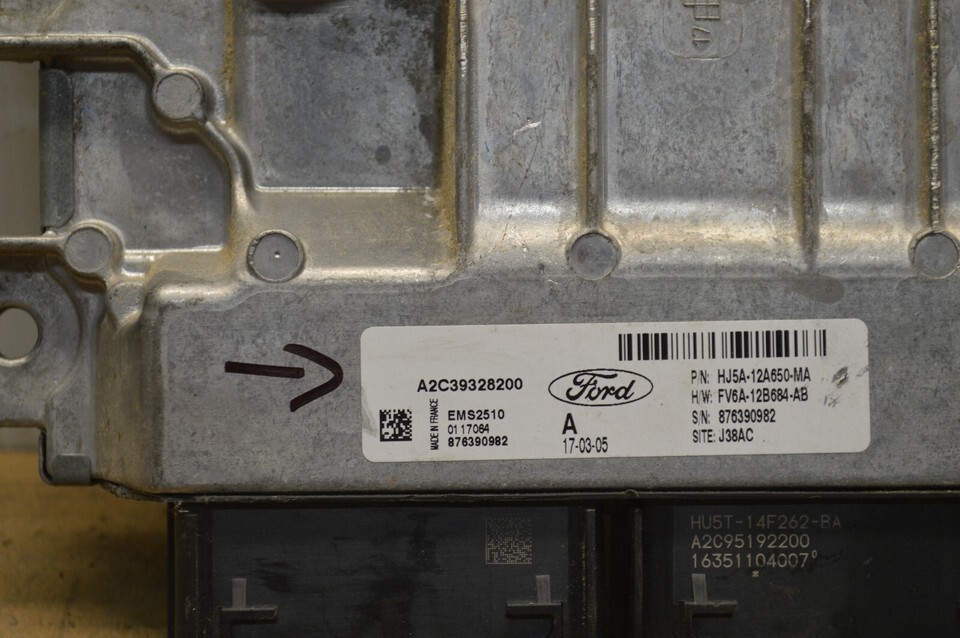 17
A2C39328200
MADE IN FRANCE
EMS2510
0117064
876390982
Ford
A
17-03-05
P/N: HJ5A-12A650-MA
H/W: FV6A-12B684-AB
S/N: 876390982
SITE: J38AC
HU5T-14F262-BA
A2C95192200
16351104007